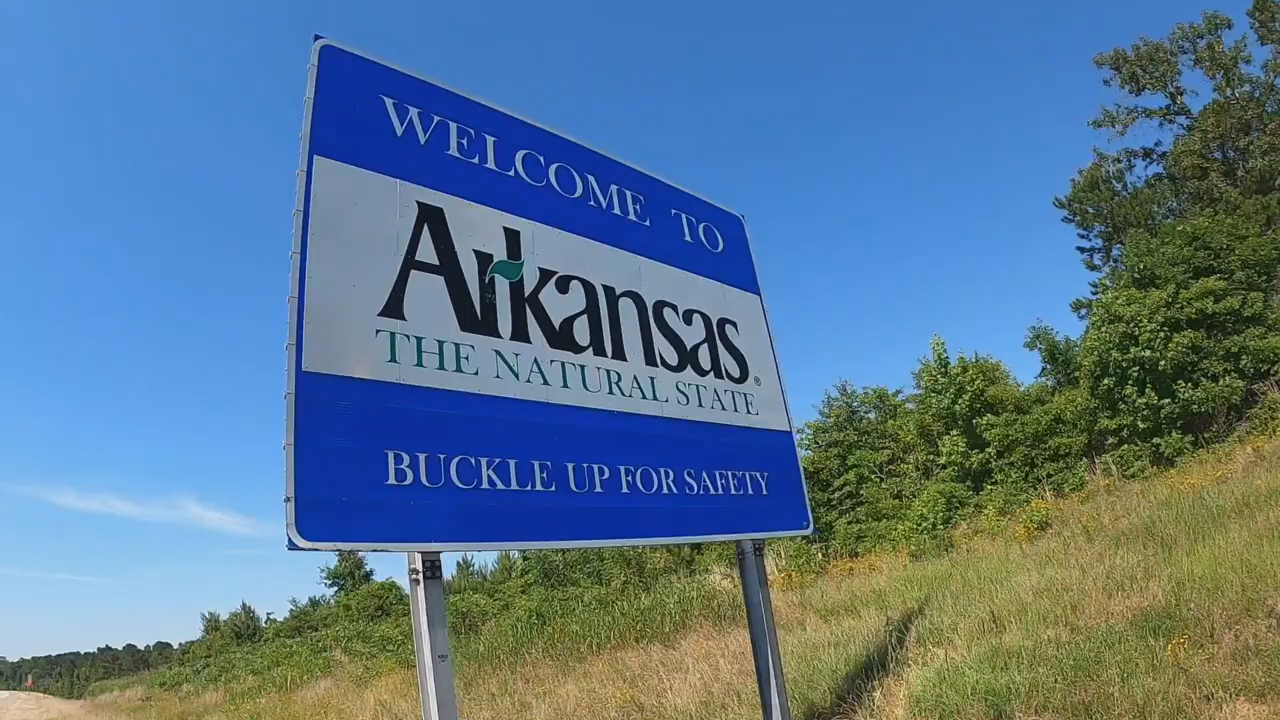 WELCOME TO
Arkansas®
THE NATURAL STATE
BUCKLE UP FOR SAFETY